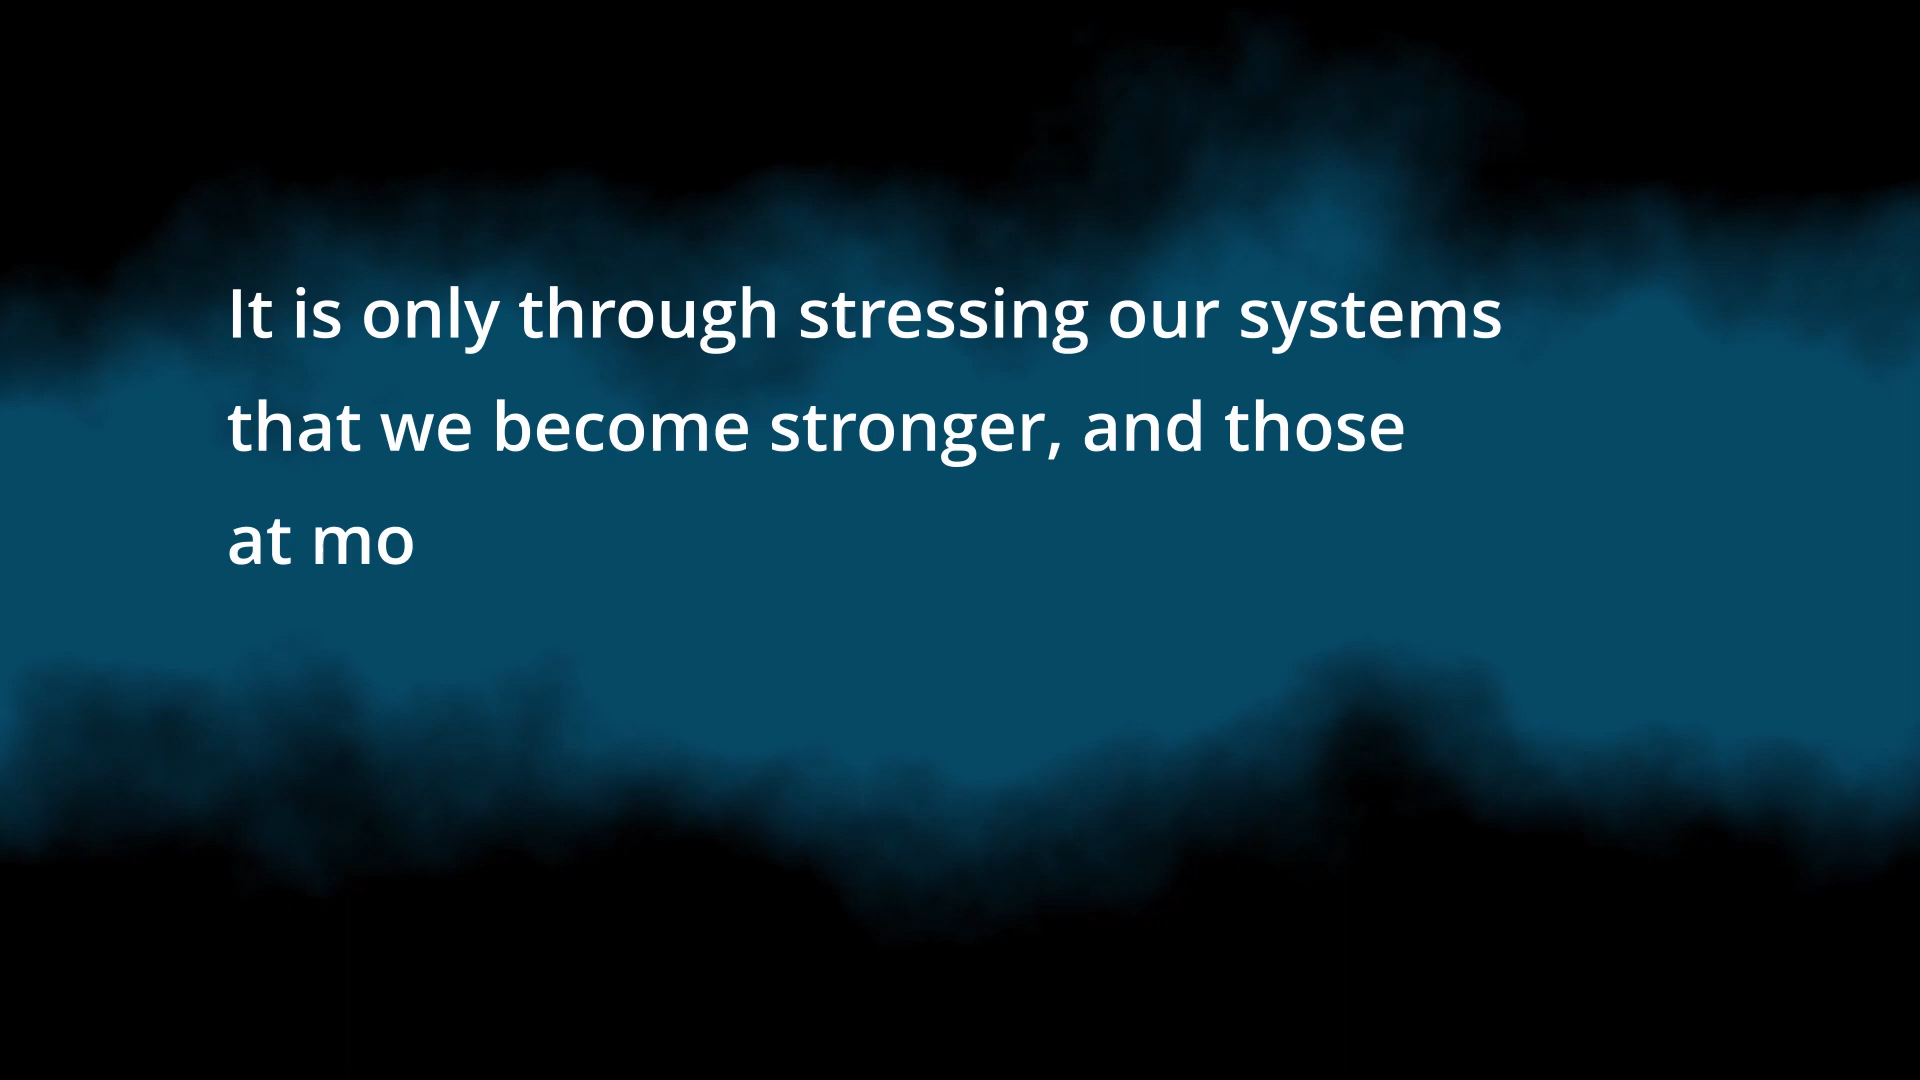 It is only through stressing our systems
that we become stronger, and those
at mo